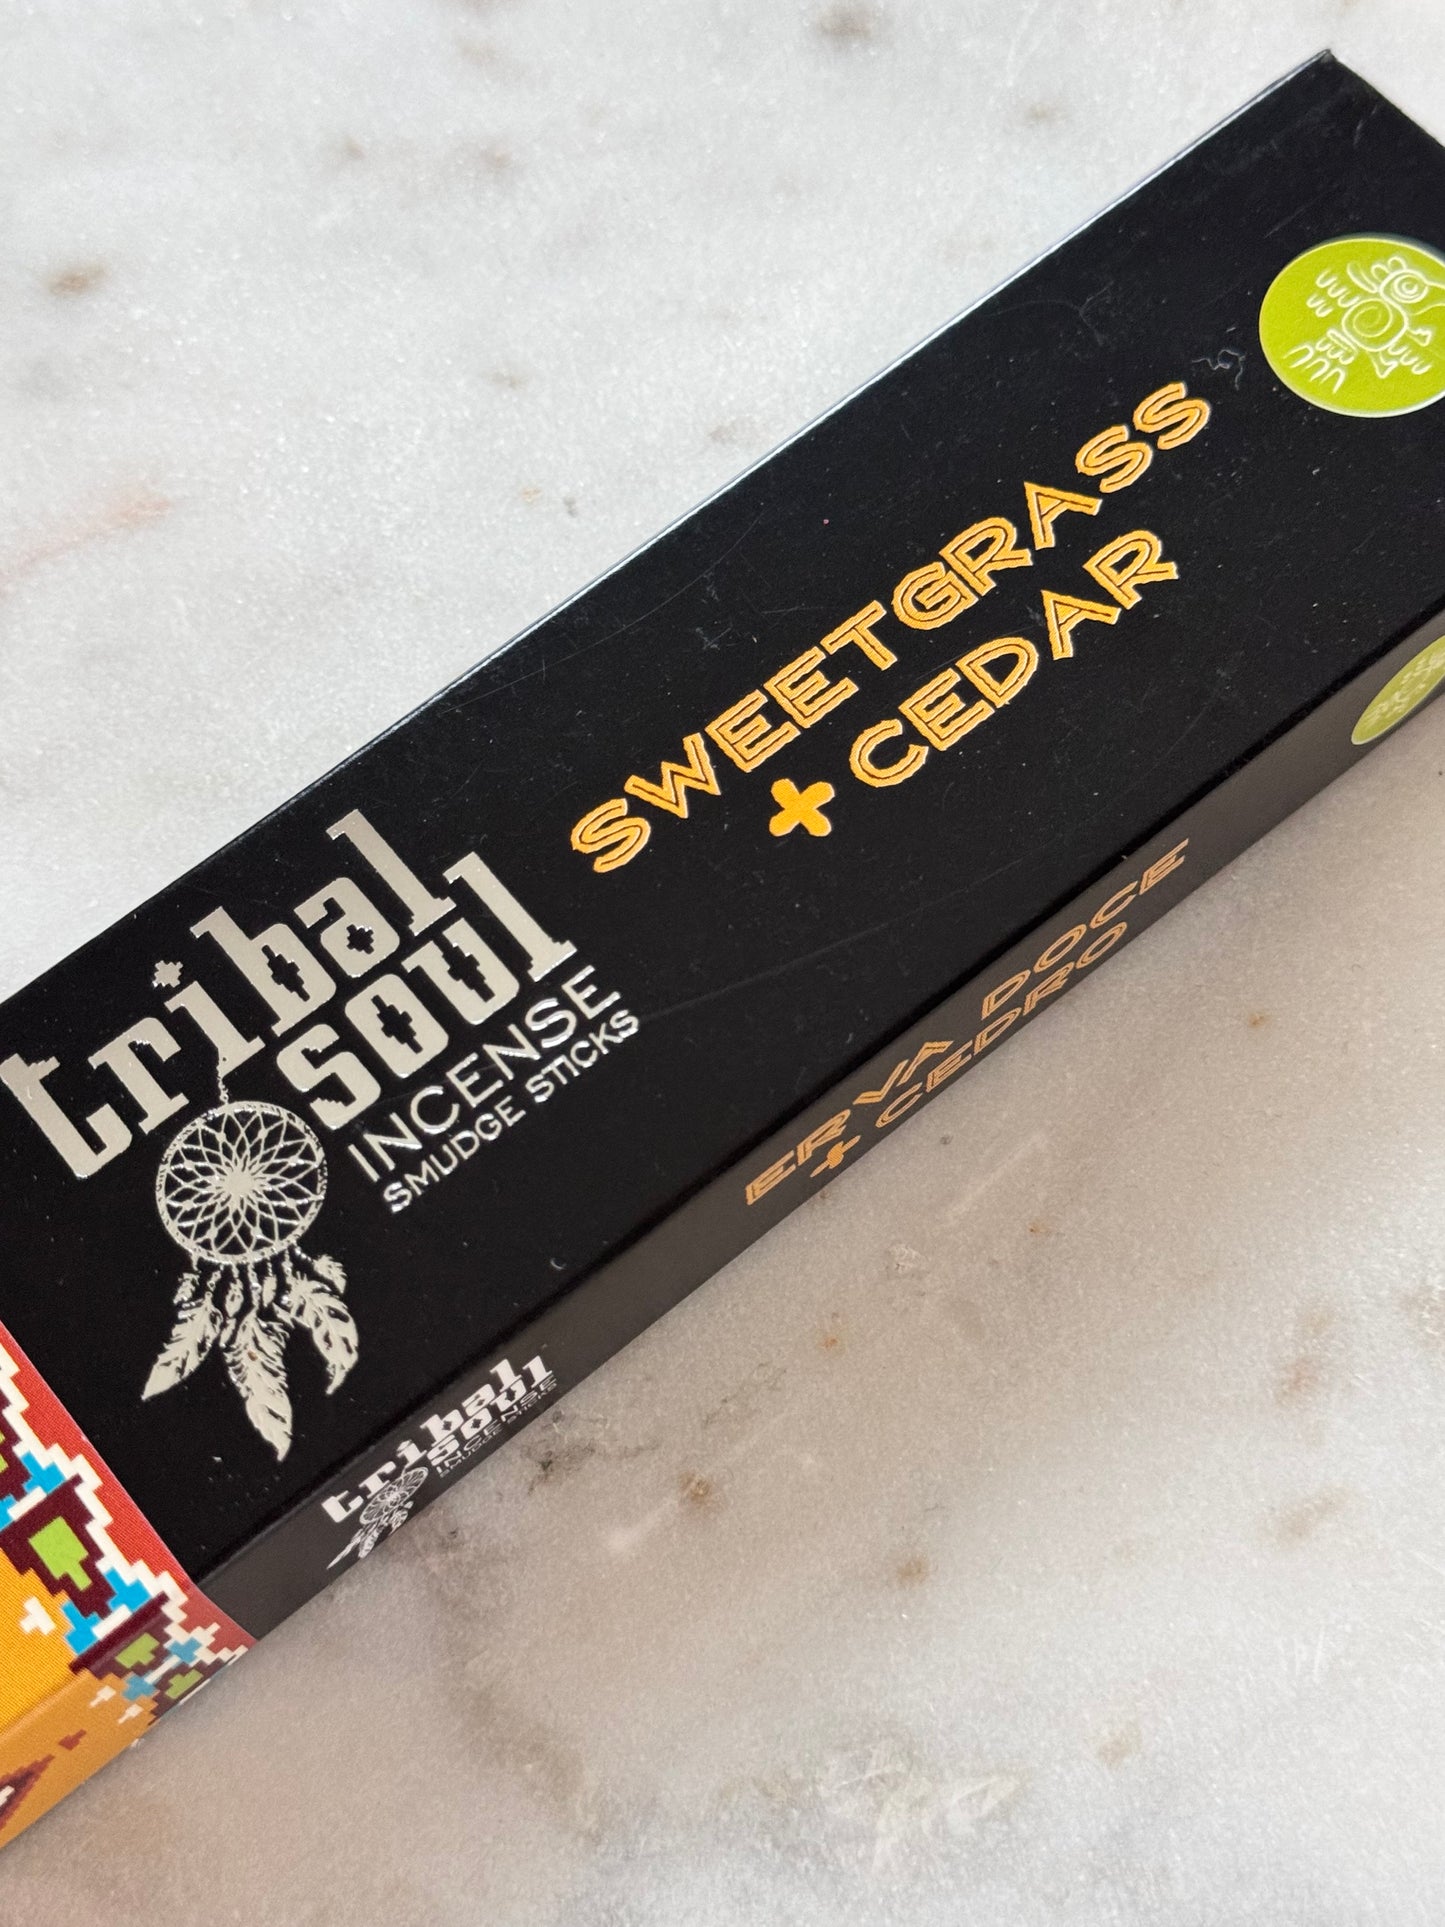 tribal
soul
INCENSE
SMUDGE STICKS
SWEETGRASS
+ CEDAR
tribal
soul
INCENSE
SMUDGE STICKS
ERVA DOCE
+ CEDRO